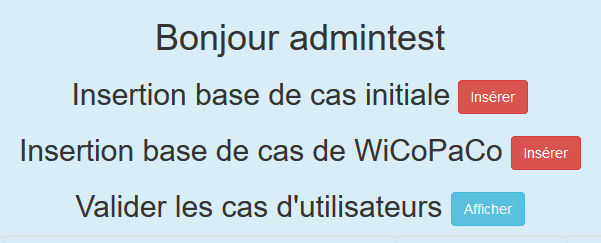 Bonjour admintest
Insertion base de cas initiale Insérer
Insertion base de cas de WiCoPaCo Insérer
Valider les cas d'utilisateurs Afficher